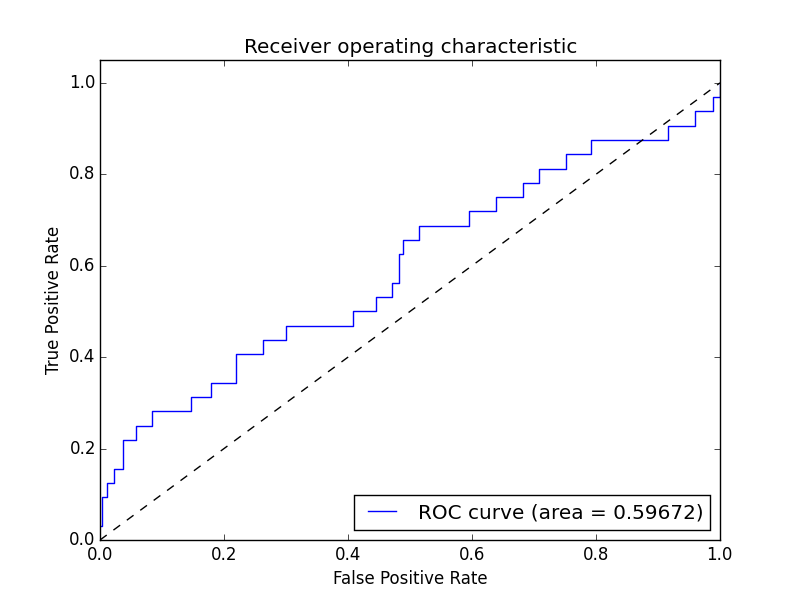 Receiver operating characteristic
True Positive Rate
1.0
0.8
0.6
0.4
0.2
0.0
ROC curve (area = 0.59672)
0.0 0.2 0.4 0.6 0.8 1.0
False Positive Rate